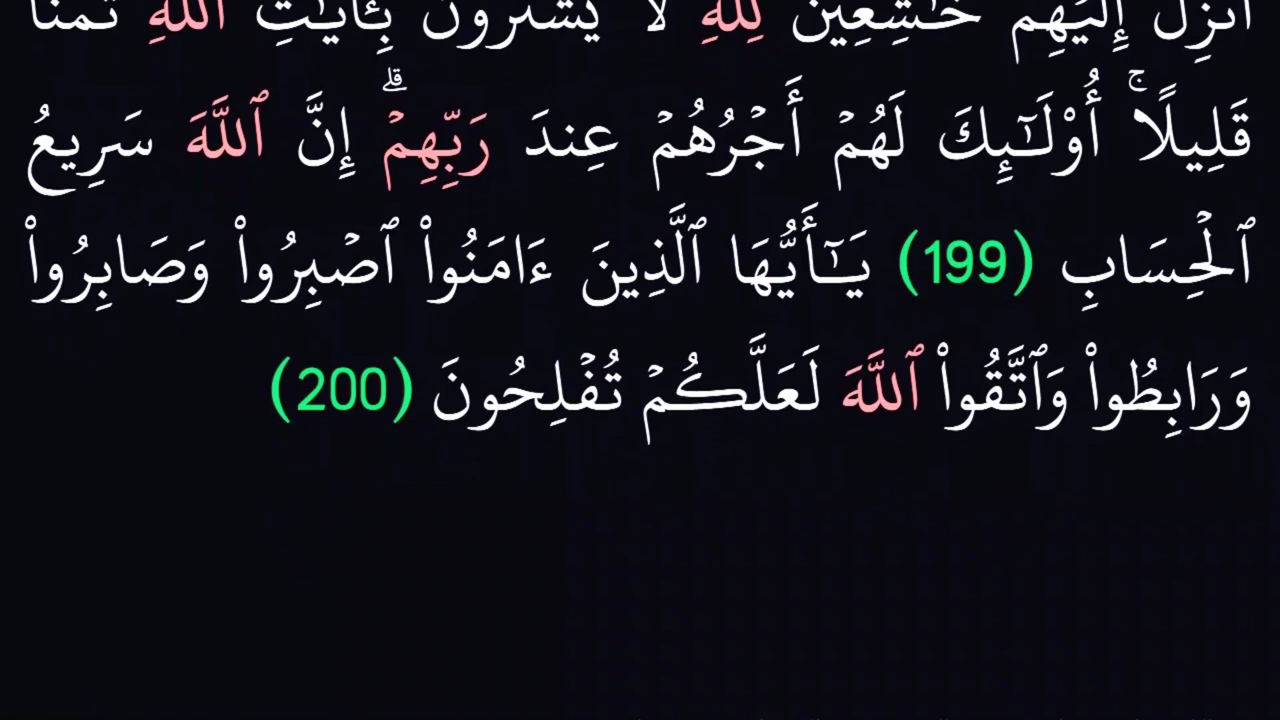 أُنزِلَ إِلَيۡهِمۡ خَٰشِعِينَ لِلَّهِ لَا يَشۡتَرُونَ بِـَٔايَٰتِ ٱللَّهِ ثَمَنٗا
قَلِيلًاۚ أُوْلَٰٓئِكَ لَهُمۡ أَجۡرُهُمۡ عِندَ رَبِّهِمۡۗ إِنَّ ٱللَّهَ سَرِيعُ
ٱلۡحِسَابِ (199) يَٰٓأَيُّهَا ٱلَّذِينَ ءَامَنُواْ ٱصۡبِرُواْ وَصَابِرُواْ
وَرَابِطُواْ وَٱتَّقُواْ ٱللَّهَ لَعَلَّكُمۡ تُفۡلِحُونَ (200)